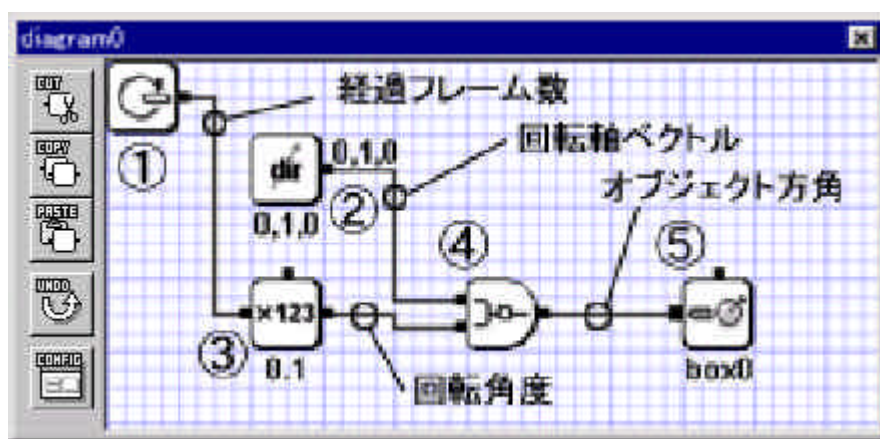 diagram0
CUT
COPY
PASTE
UNDO
CONFIG
①
経過フレーム数
dir
0,1,0
0,1,0
②
回転軸ベクトル
オブジェクト方角
③
×123
0.1
回転角度
④
⑤
box0